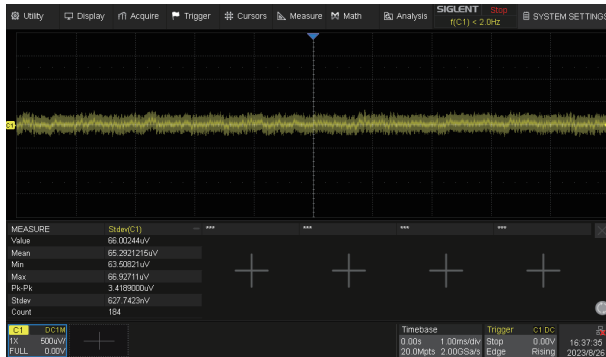 Utility Display Acquire Trigger Cursors Measure Math Analysis SIGLENT Stop SYSTEM SETTINGS
f(C1) < 2.0Hz
C1
MEASURE Stdev(C1) *** *** *** ***
Value 66.00244uV
Mean 65.2921215uV
Min 63.50821uV
Max 66.92711uV
Pk-Pk 3.4189000uV
Stdev 627.7423nV
Count 184
C1 DC1M Timebase Trigger C1 DC
1X 500uV/ 0.00s 1.00ms/div Stop 0.00V 16:37:35
FULL 0.00V 20.0Mpts 2.00GSa/s Edge Rising 2023/8/26